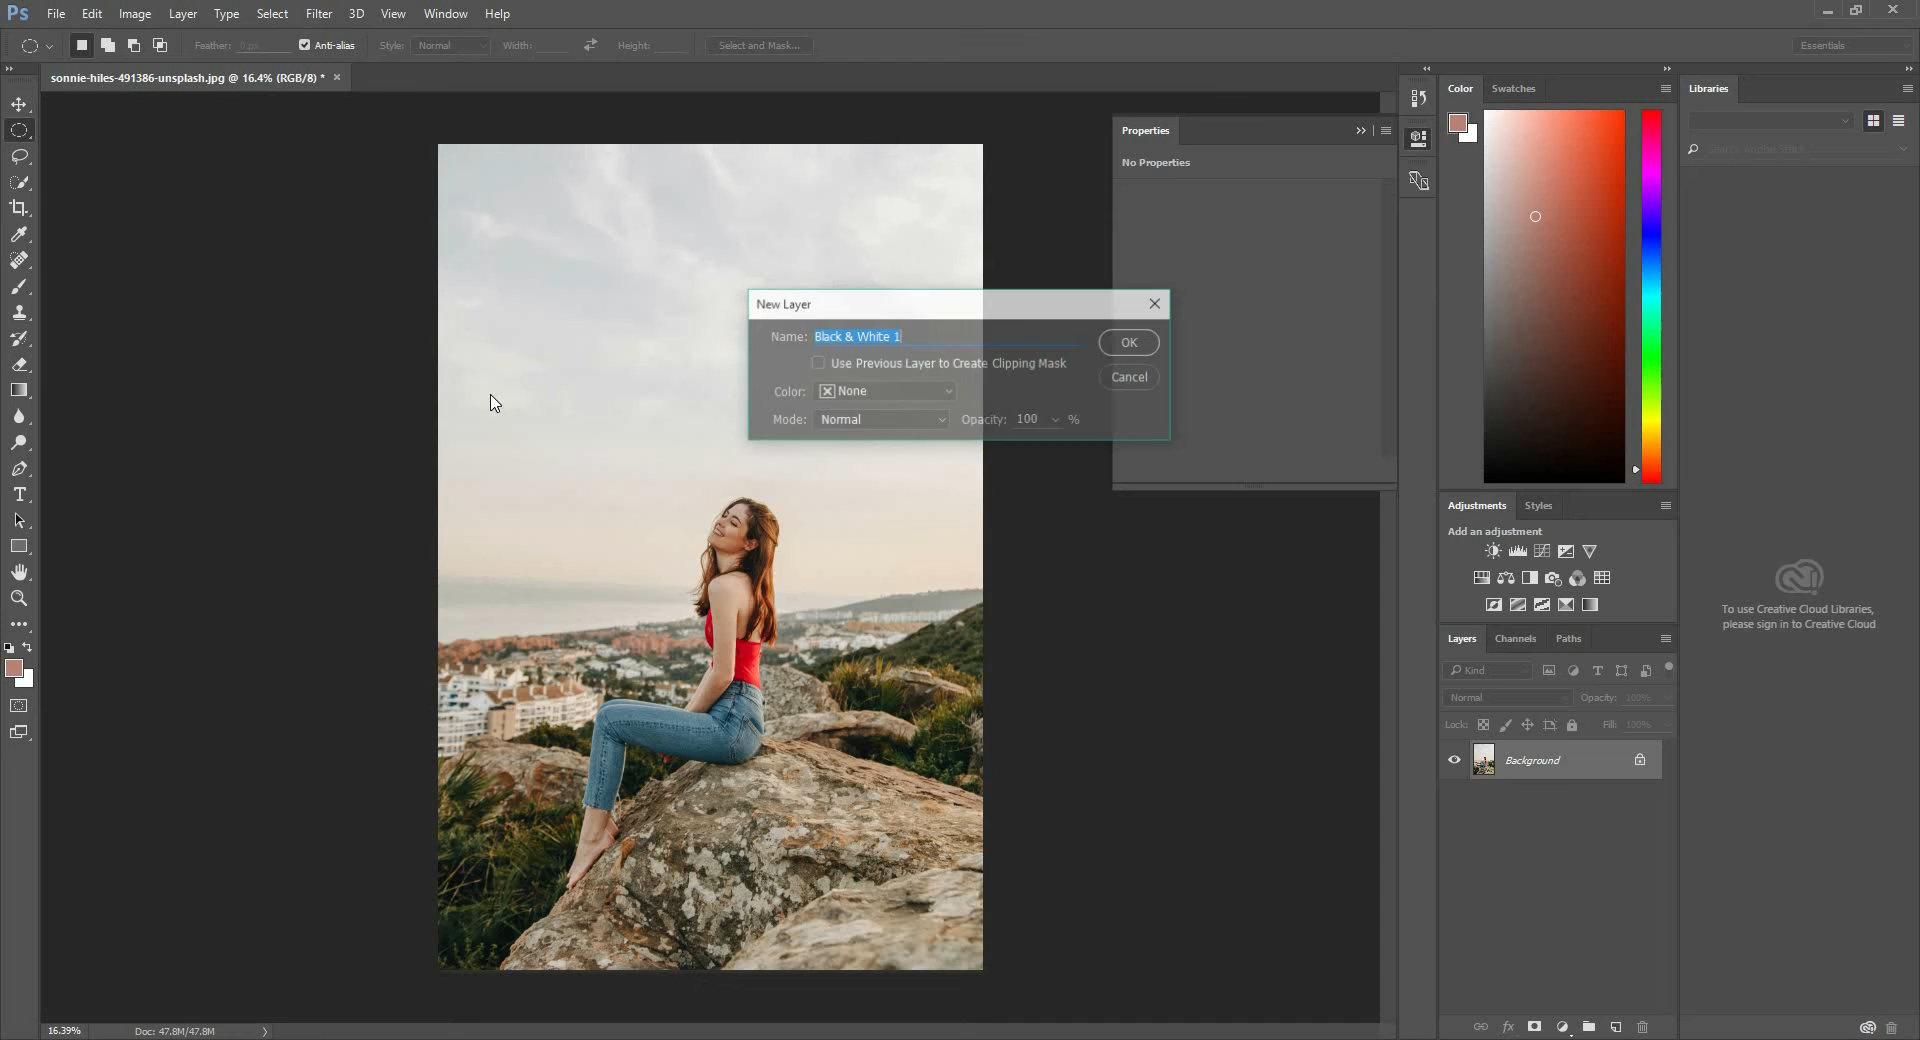 Ps File Edit Image Layer Type Select Filter 3D View Window Help
Feather: 0 px Anti-alias Style: Normal Width: Height: Select and Mask... Essentials
sonnie-hiles-491386-unsplash.jpg @ 16.4% (RGB/8) * ×
Properties
No Properties
New Layer
Name: Black & White 1
OK
Use Previous Layer to Create Clipping Mask
Cancel
Color: None
Mode: Normal Opacity: 100 %
Color Swatches
Adjustments Styles
Add an adjustment
Layers Channels Paths
Kind
Normal Opacity: 100%
Lock: Fill: 100%
Background
Libraries
Search Adobe Stock
To use Creative Cloud Libraries,
please sign in to Creative Cloud
16.39% Doc: 47.8M/47.8M